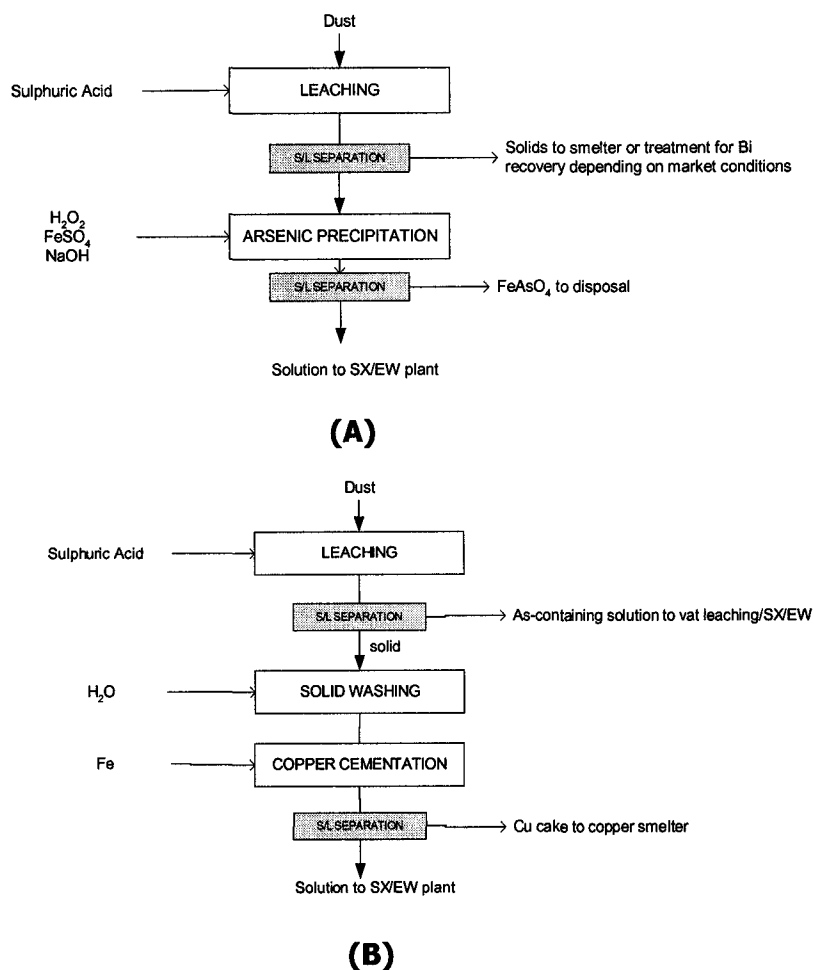 Dust
Sulphuric Acid
LEACHING
S/L SEPARATION
Solids to smelter or treatment for Bi
recovery depending on market conditions
H₂O₂
FeSO₄
NaOH
ARSENIC PRECIPITATION
S/L SEPARATION
FeAsO₄ to disposal
Solution to SX/EW plant
(A)
Dust
Sulphuric Acid
LEACHING
S/L SEPARATION
As-containing solution to vat leaching/SX/EW
solid
H₂O
SOLID WASHING
Fe
COPPER CEMENTATION
S/L SEPARATION
Cu cake to copper smelter
Solution to SX/EW plant
(B)